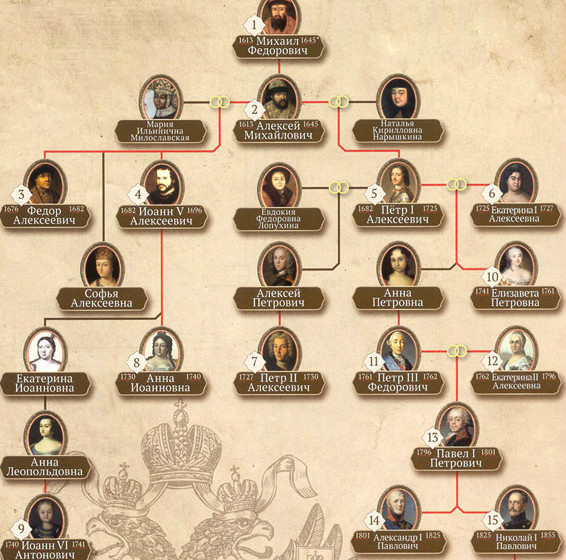 1
1613 Михаил 1645*
Федорович
Мария
Ильинична
Милославская
2
1613 Алексей 1645
Михайлович
Наталья
Кирилловна
Нарышкина
3
1676 Федор 1682
Алексеевич
4
1682 Иоанн V 1696
Алексеевич
Евдокия
Федоровна
Лопухина
5
1682 Пётр I 1725
Алексеевич
6
1725 Екатерина I 1727
Алексеевна
Софья
Алексеевна
Алексей
Петрович
Анна
Петровна
10
1741 Елизавета 1761
Петровна
Екатерина
Иоанновна
8
1730 Анна 1740
Иоанновна
7
1727 Петр II 1730
Алексеевич
11
1761 Петр III 1762
Федорович
12
1762 Екатерина II 1796
Алексеевна
Анна
Леопольдовна
13
1796 Павел I 1801
Петрович
9
1740 Иоанн VI 1741
Антонович
14
1801 Александр I 1825
Павлович
15
1825 Николай I 1855
Павлович